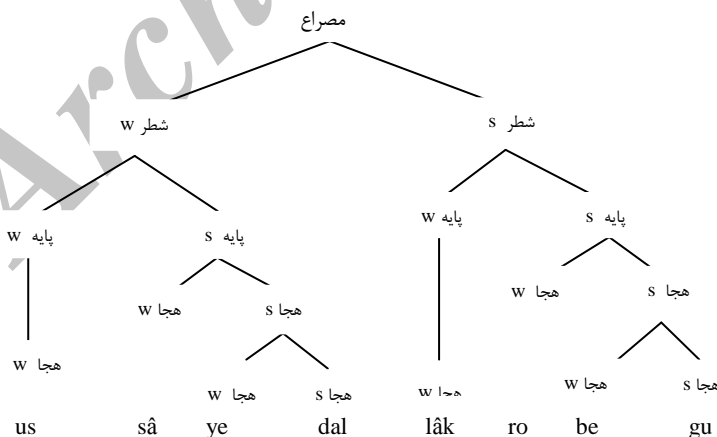 مصراع
شطر w شطر s
پایه w پایه s پایه w پایه s
هجا w هجا s هجا w هجا s
هجا w هجا w هجا s هجا w هجا w هجا s
us sâ ye dal lâk ro be gu
Arch